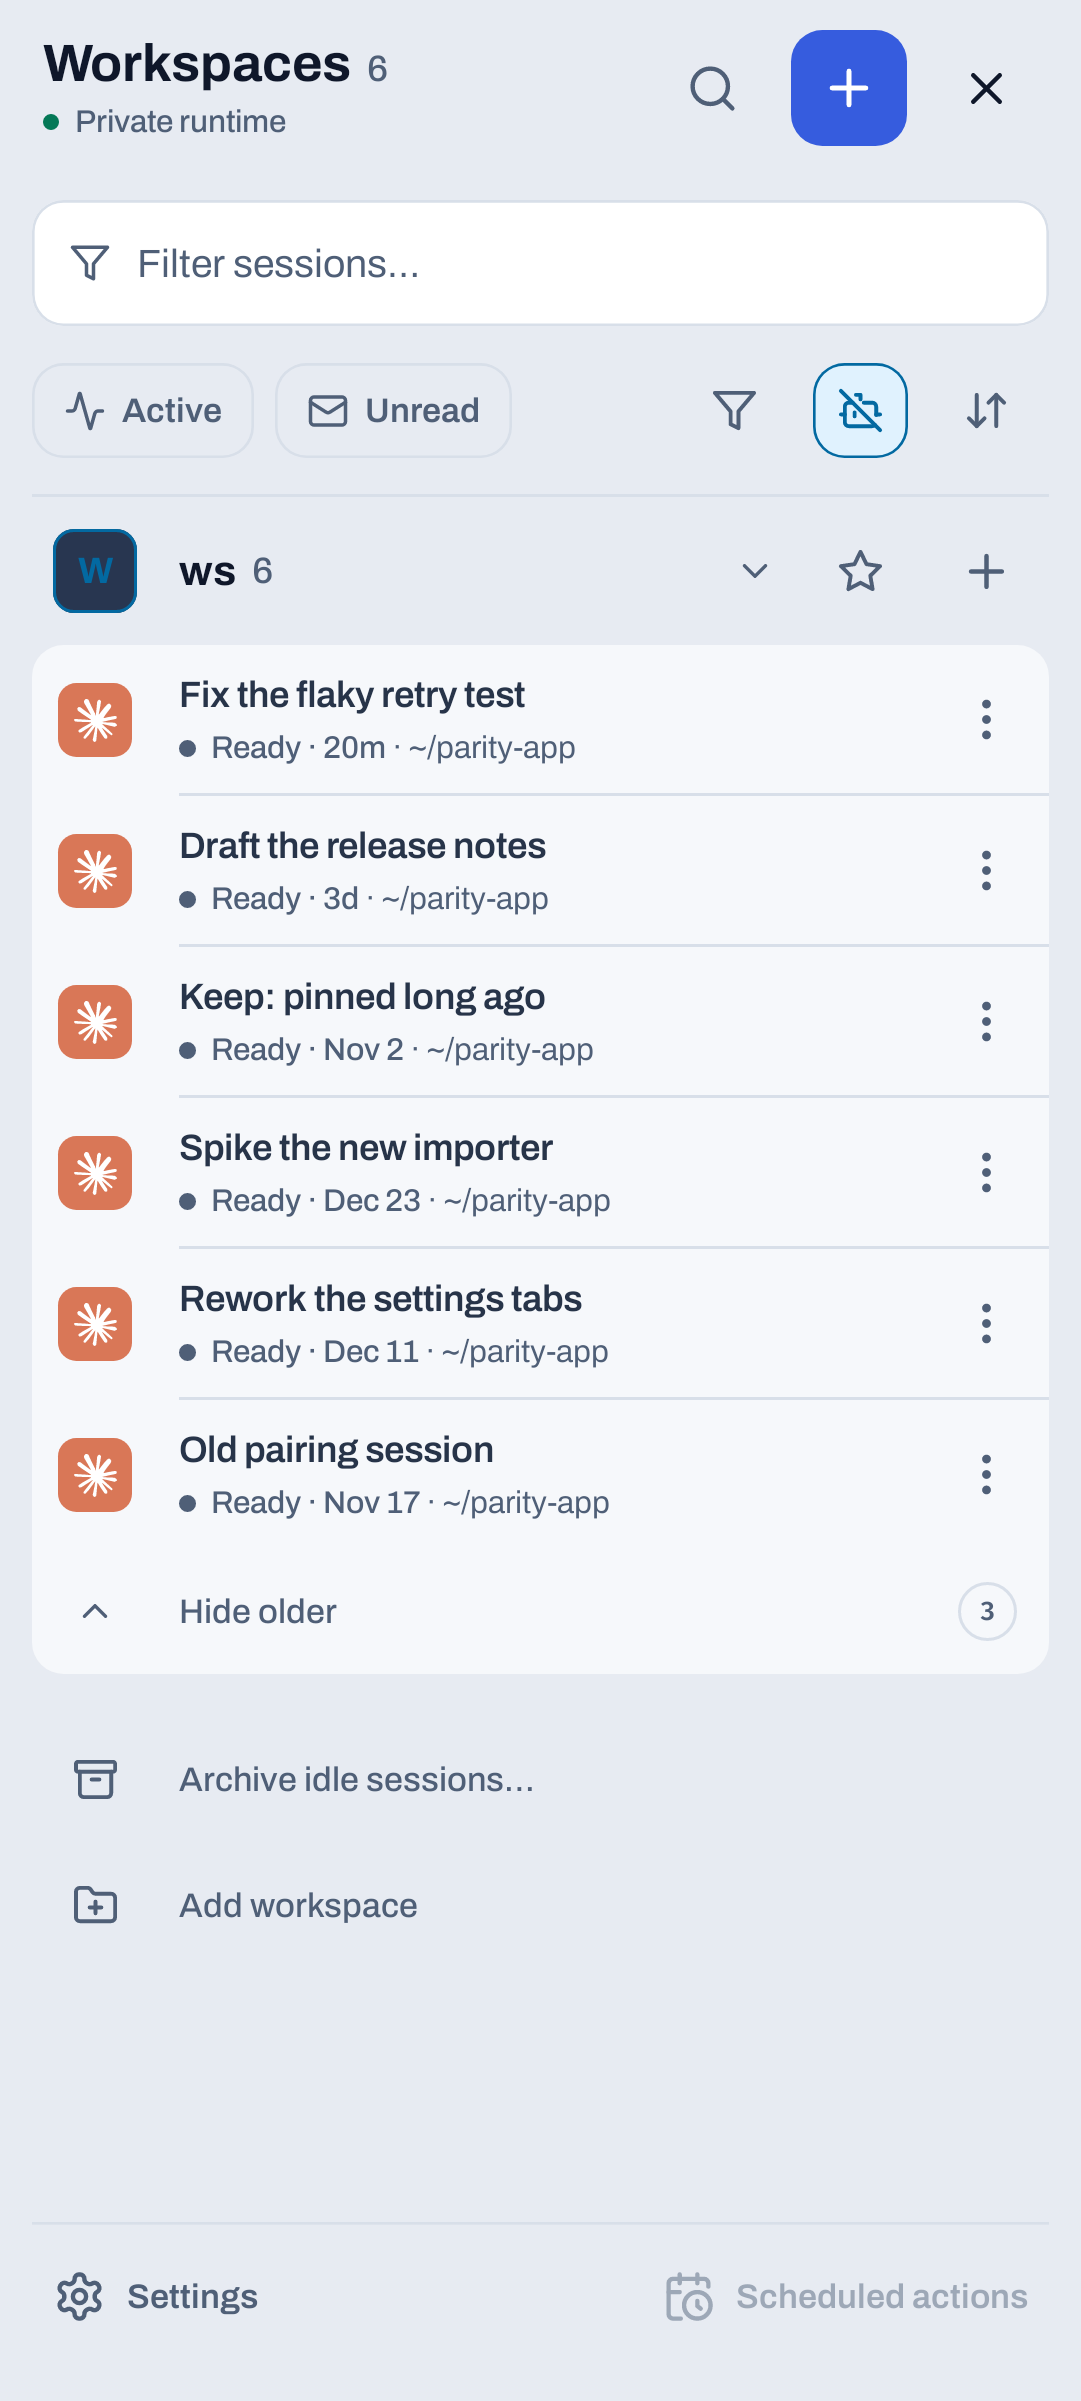 Workspaces 6
Private runtime
Filter sessions...
Active
Unread
W
ws 6
Fix the flaky retry test
Ready · 20m · ~/parity-app
Draft the release notes
Ready · 3d · ~/parity-app
Keep: pinned long ago
Ready · Nov 2 · ~/parity-app
Spike the new importer
Ready · Dec 23 · ~/parity-app
Rework the settings tabs
Ready · Dec 11 · ~/parity-app
Old pairing session
Ready · Nov 17 · ~/parity-app
Hide older 3
Archive idle sessions...
Add workspace
Settings
Scheduled actions